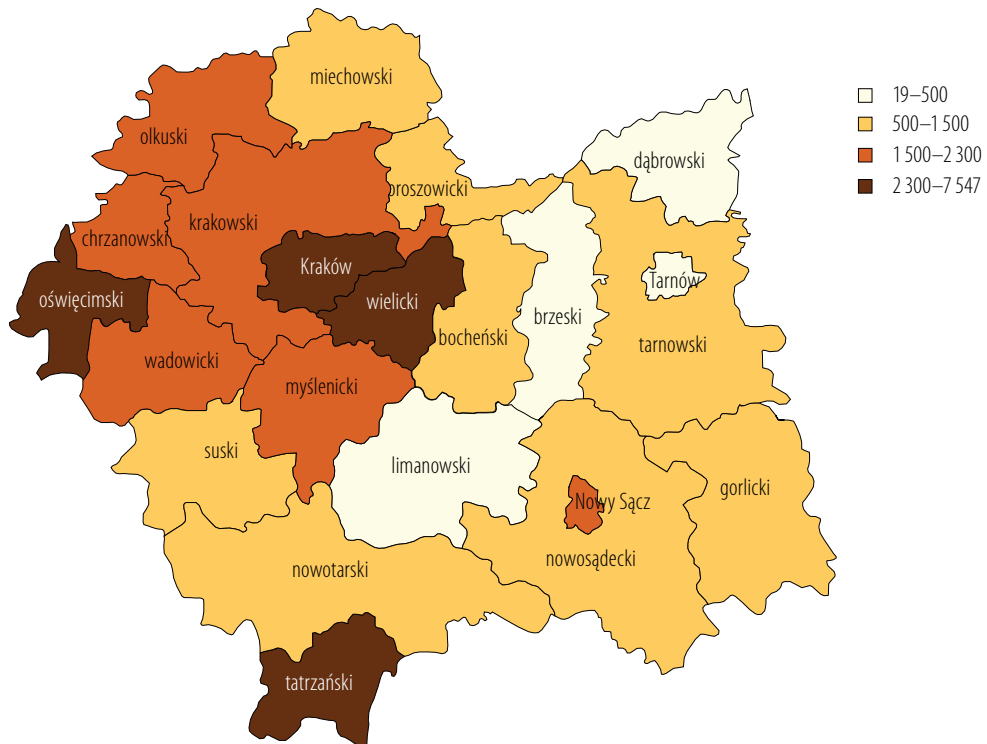 miechowski
19–500
500–1 500
1 500–2 300
2 300–7 547
olkuski
dąbrowski
proszowicki
krakowski
chrzanowski
Kraków
Tarnów
oświęcimski
wielicki
brzeski
bocheński
tarnowski
wadowicki
myślenicki
suski
limanowski
gorlicki
Nowy Sącz
nowosądecki
nowotarski
tatrzański